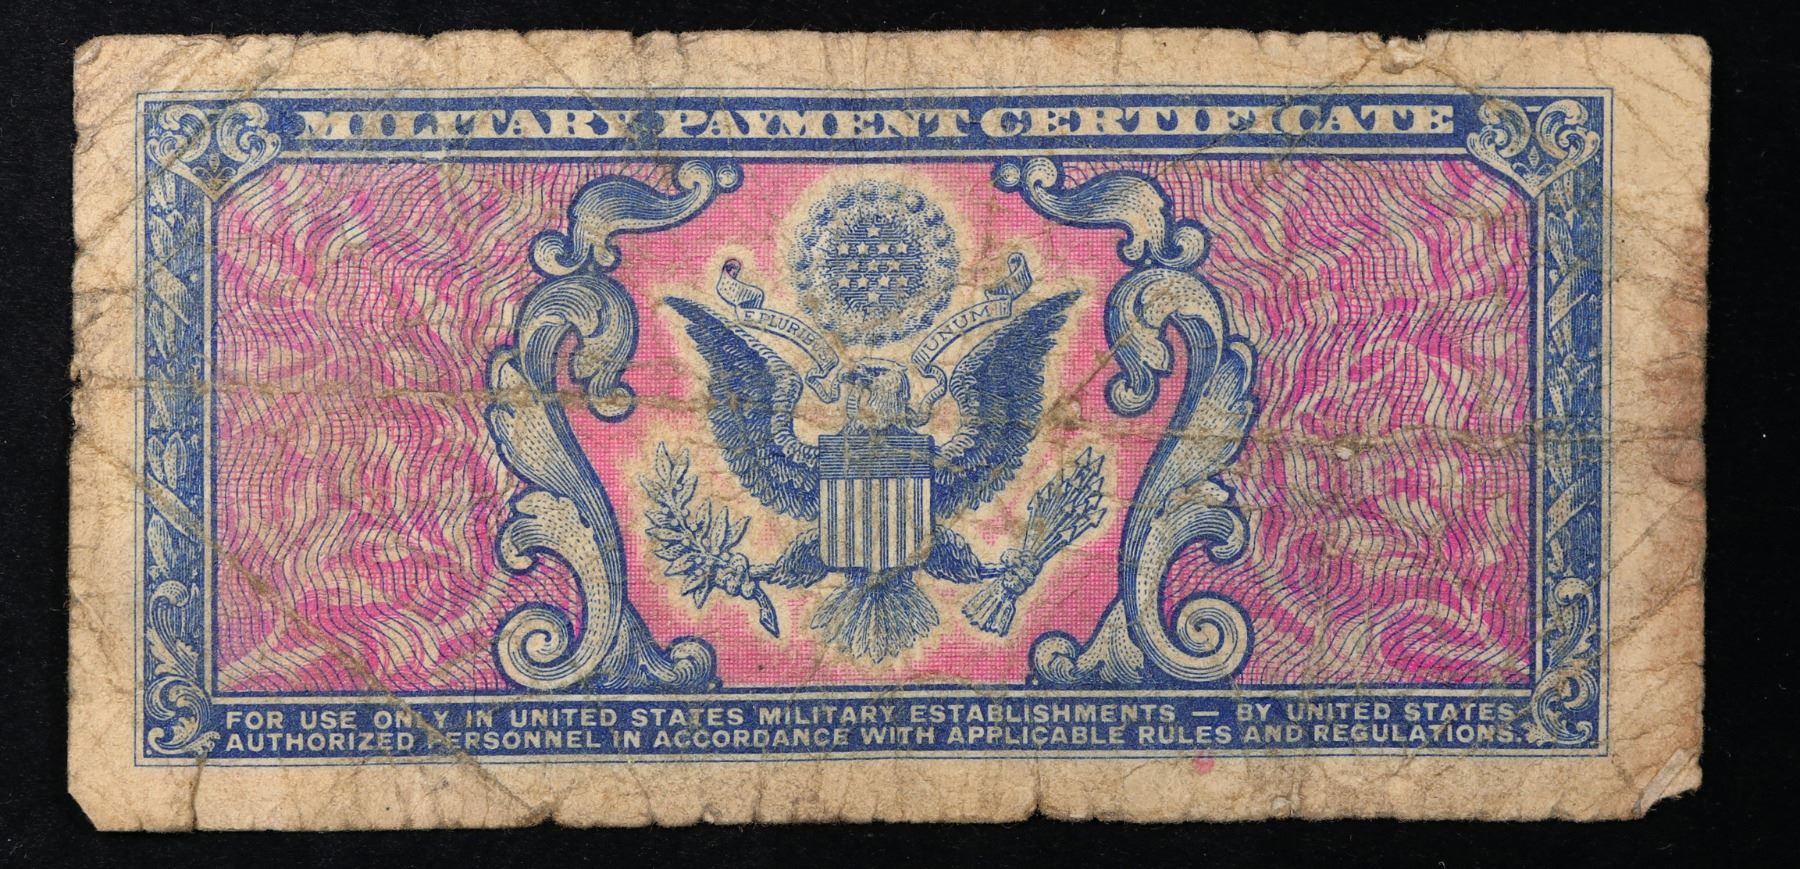 MILITARY PAYMENT CERTIFICATE
E PLURIBUS UNUM
FOR USE ONLY IN UNITED STATES MILITARY ESTABLISHMENTS — BY UNITED STATES
AUTHORIZED PERSONNEL IN ACCORDANCE WITH APPLICABLE RULES AND REGULATIONS.